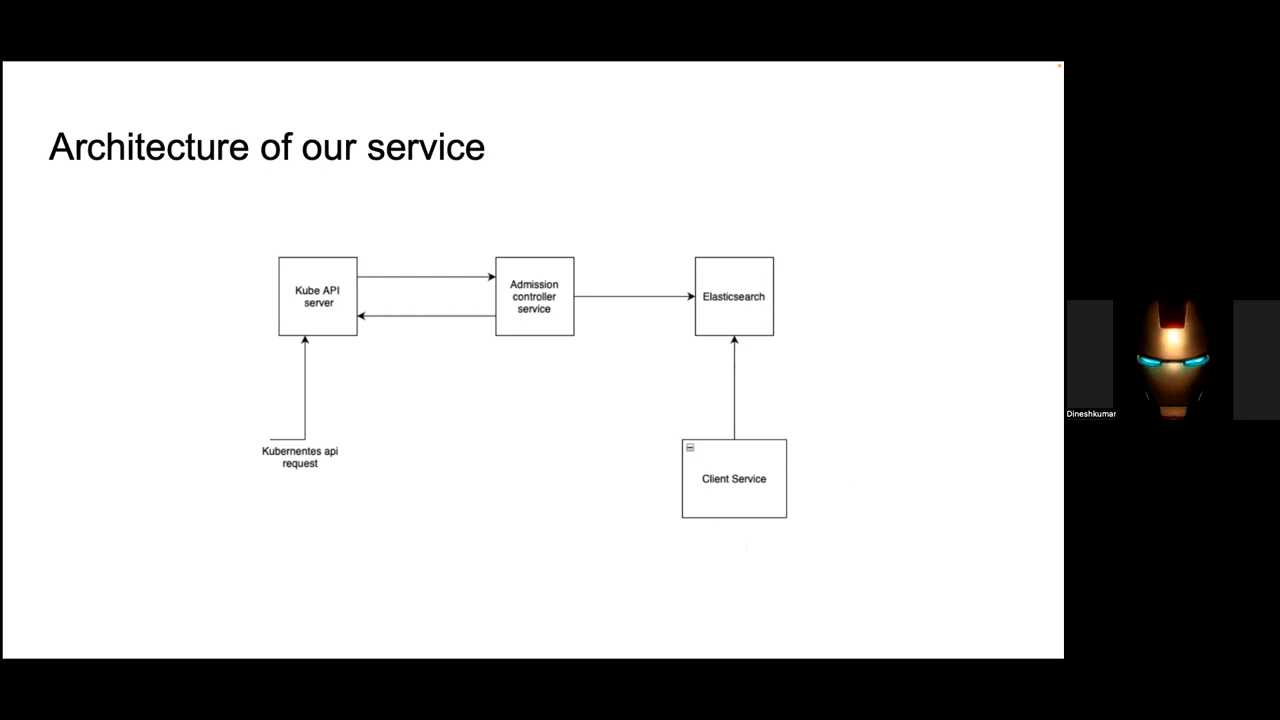 Architecture of our service
Kube API
server
Admission
controller
service
Elasticsearch
Kubernentes api
request
Client Service
Dineshkumar